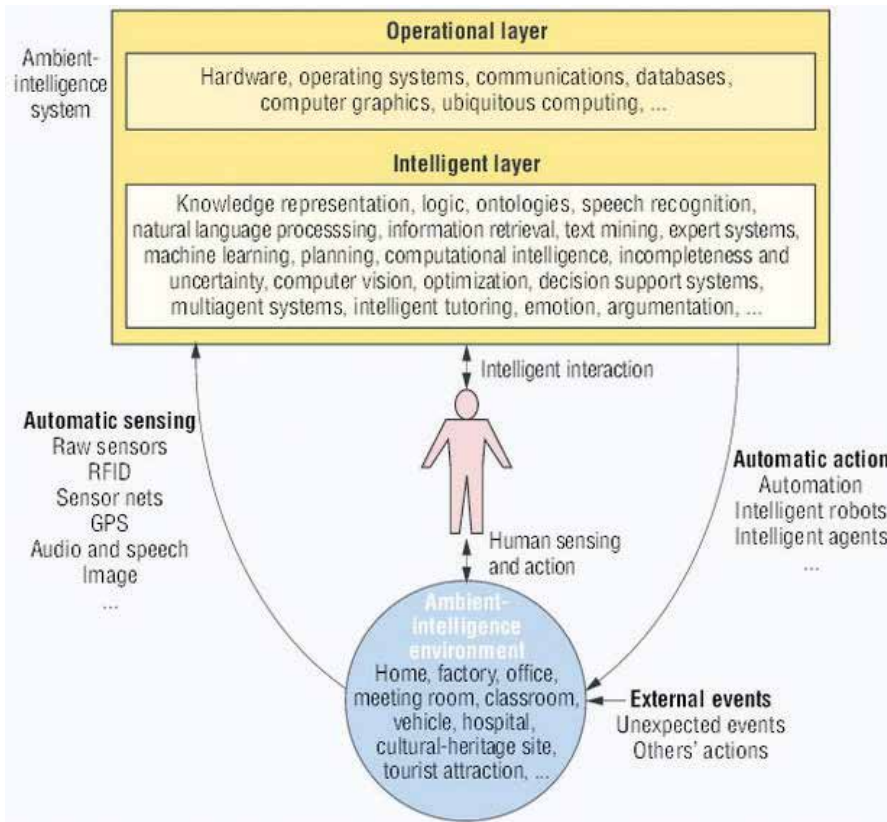 Operational layer
Ambient-
intelligence
system
Hardware, operating systems, communications, databases,
computer graphics, ubiquitous computing, ...
Intelligent layer
Knowledge representation, logic, ontologies, speech recognition,
natural language processsing, information retrieval, text mining, expert systems,
machine learning, planning, computational intelligence, incompleteness and
uncertainty, computer vision, optimization, decision support systems,
multiagent systems, intelligent tutoring, emotion, argumentation, ...
Intelligent interaction
Automatic sensing
Raw sensors
RFID
Sensor nets
GPS
Audio and speech
Image
...
Automatic action
Automation
Intelligent robots
Intelligent agents
...
Human sensing
and action
Ambient-
intelligence
environment
Home, factory, office,
meeting room, classroom,
vehicle, hospital,
cultural-heritage site,
tourist attraction, ...
External events
Unexpected events
Others' actions